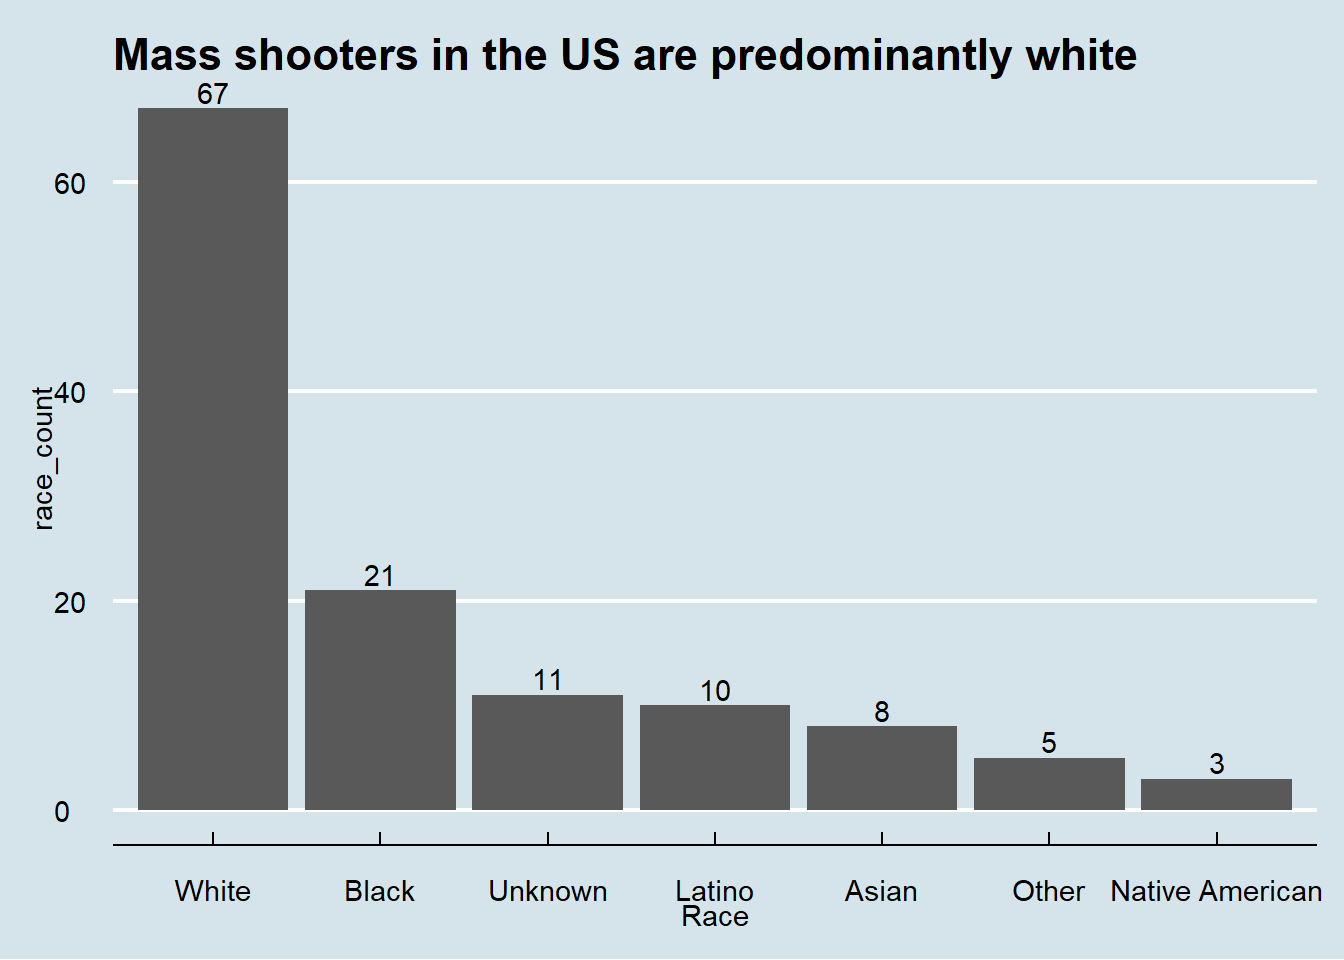 Mass shooters in the US are predominantly white
67
60
40
race_count
21
20
11
10
8
5
3
0
White Black Unknown Latino Asian Other Native American
Race